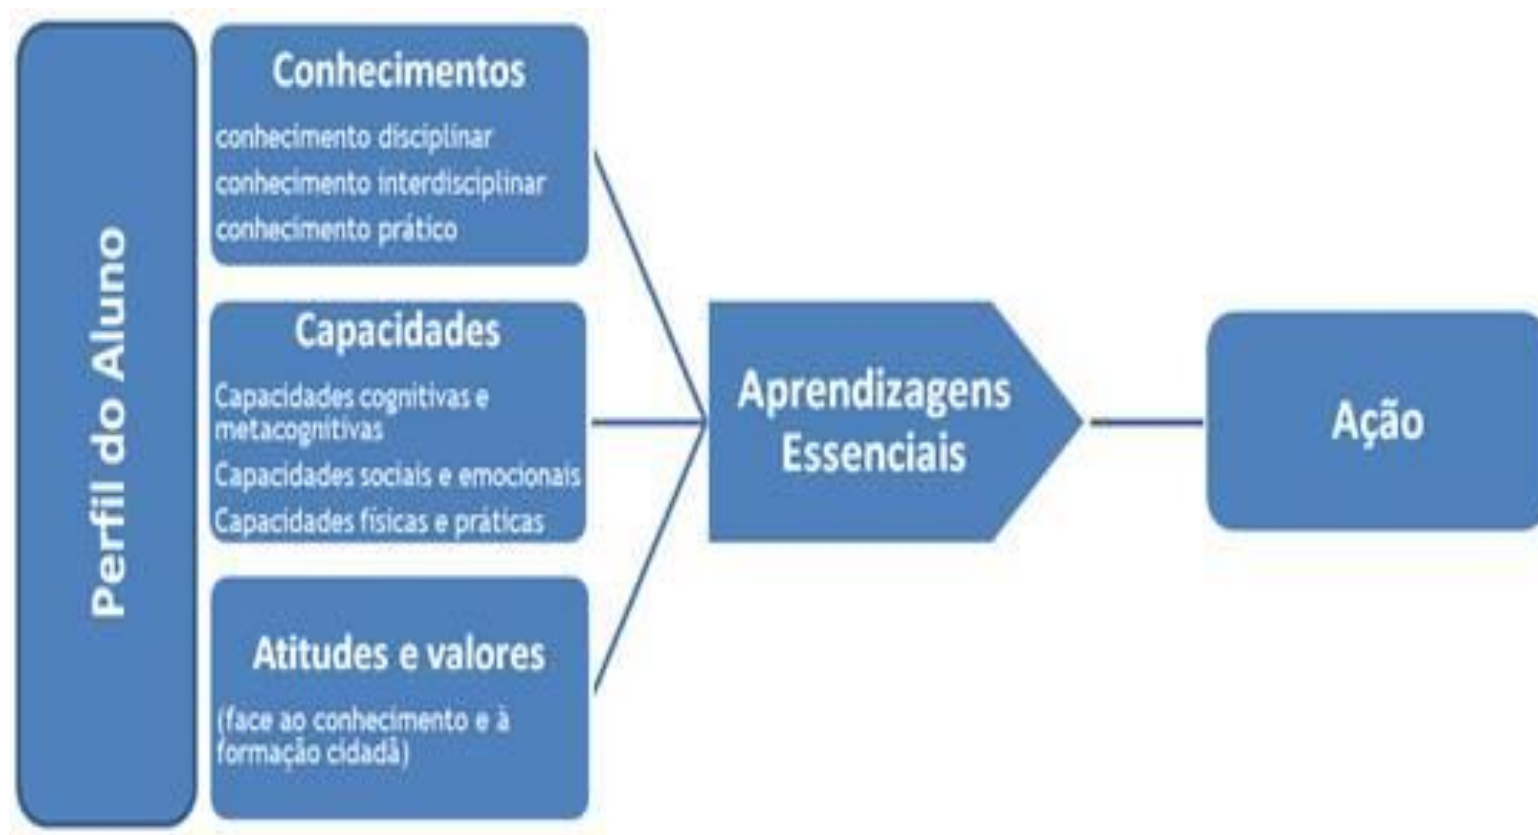 Perfil do Aluno
Conhecimentos
conhecimento disciplinar
conhecimento interdisciplinar
conhecimento prático
Capacidades
Capacidades cognitivas e
metacognitivas
Capacidades sociais e emocionais
Capacidades físicas e práticas
Atitudes e valores
(face ao conhecimento e à
formação cidadã)
Aprendizagens
Essenciais
Ação